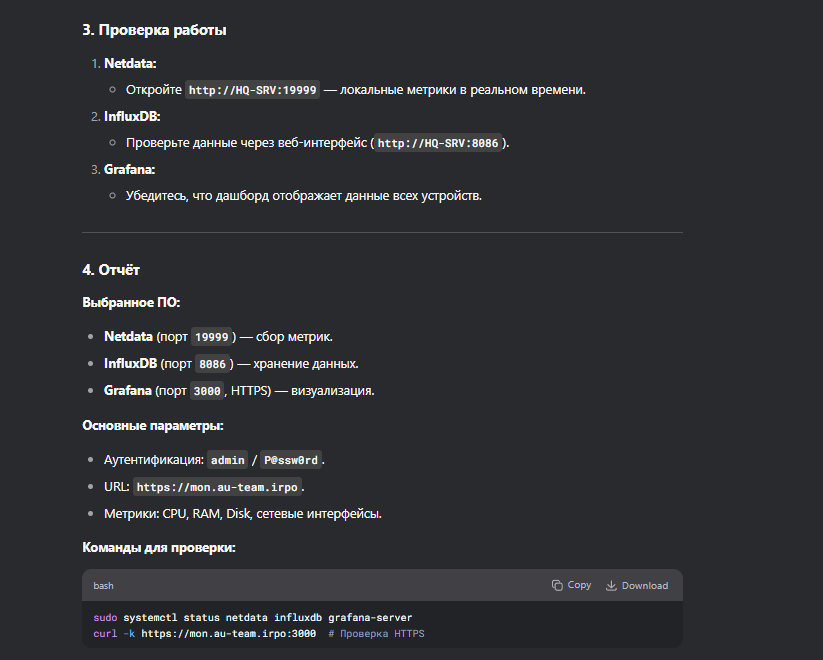 3. Проверка работы
1. Netdata:
Откройте http://HQ-SRV:19999 — локальные метрики в реальном времени.
2. InfluxDB:
Проверьте данные через веб-интерфейс ( http://HQ-SRV:8086 ).
3. Grafana:
Убедитесь, что дашборд отображает данные всех устройств.
4. Отчёт
Выбранное ПО:
Netdata (порт 19999 ) — сбор метрик.
InfluxDB (порт 8086 ) — хранение данных.
Grafana (порт 3000 , HTTPS) — визуализация.
Основные параметры:
Аутентификация: admin / P@ssw0rd .
URL: https://mon.au-team.irpo .
Метрики: CPU, RAM, Disk, сетевые интерфейсы.
Команды для проверки:
bash Copy Download
sudo systemctl status netdata influxdb grafana-server
curl -k https://mon.au-team.irpo:3000 # Проверка HTTPS